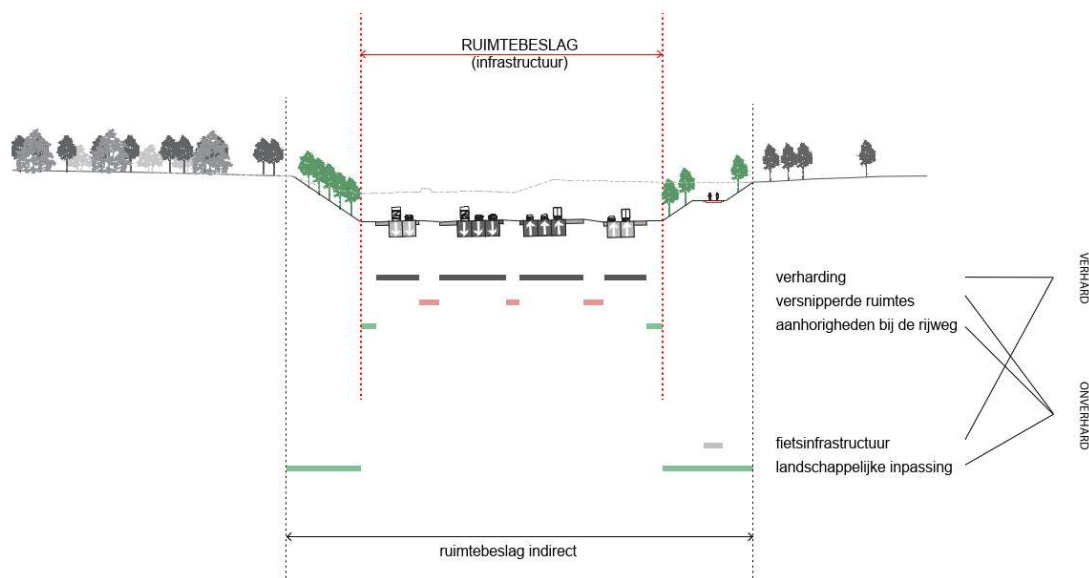 RUIMTEBESLAG
(infrastructuur)
verharding
versnipperde ruimtes
aanhorigheden bij de rijweg
VERHARD
ONVERHARD
fietsinfrastructuur
landschappelijke inpassing
ruimtebeslag indirect